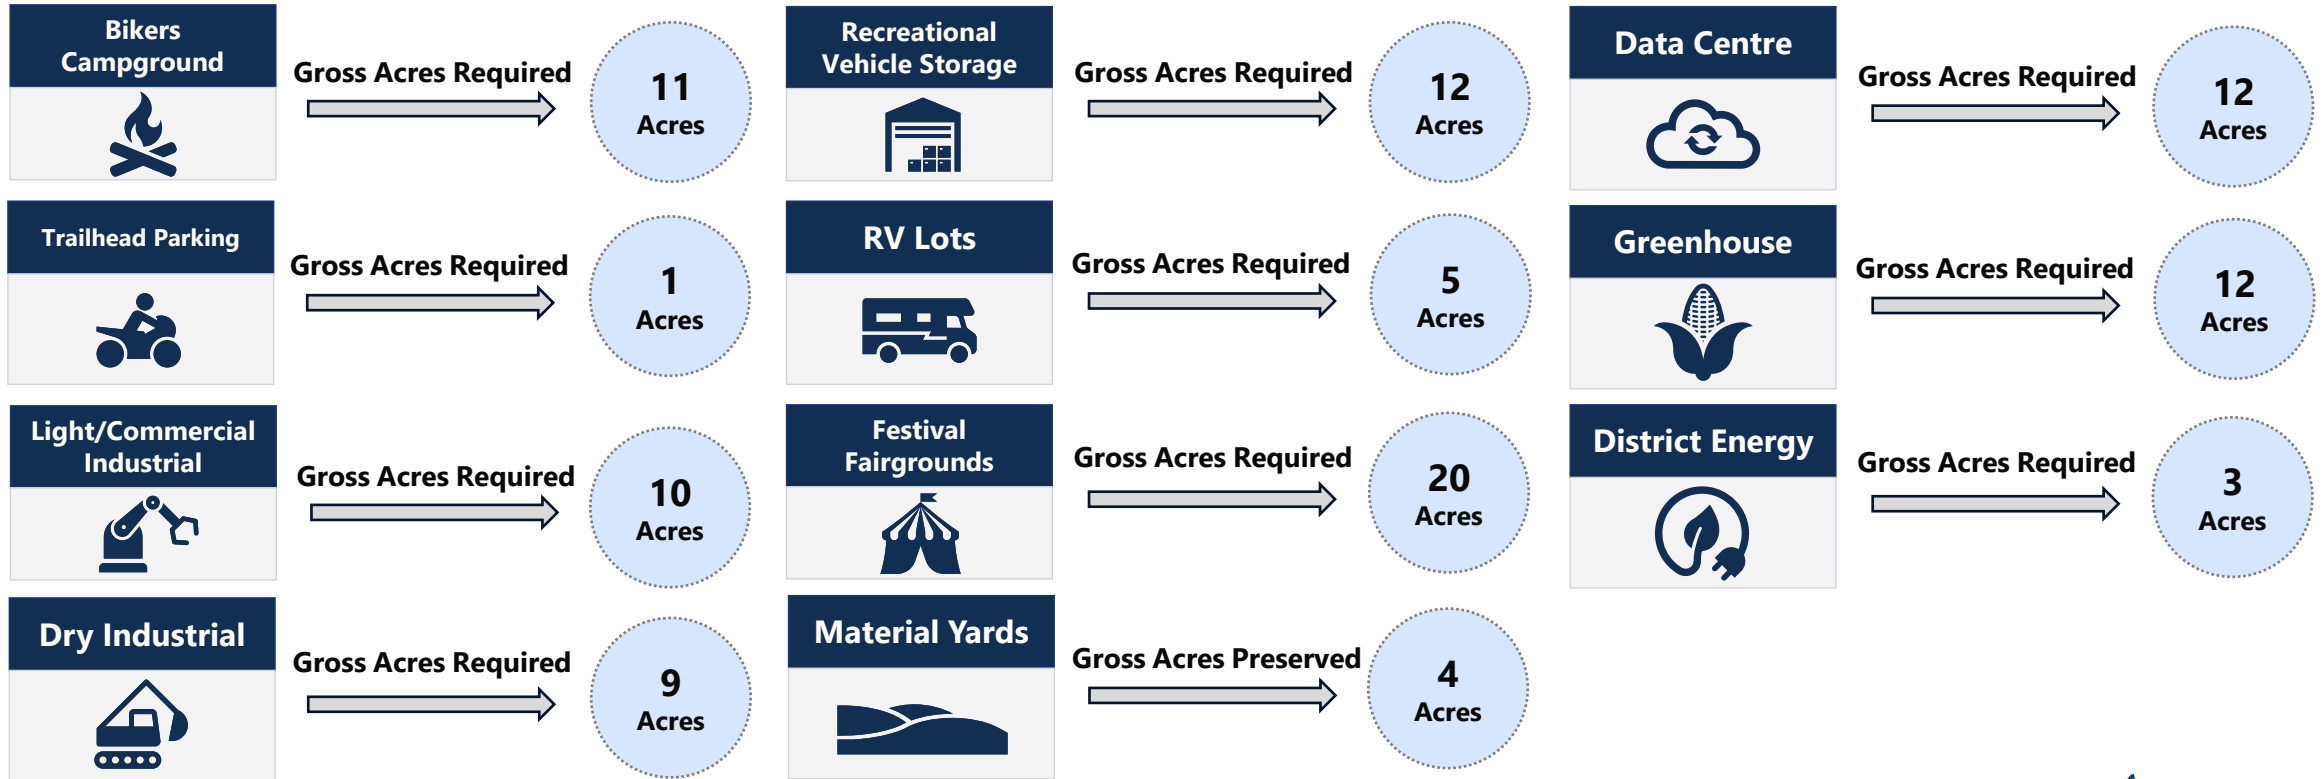 Bikers
Campground
Gross Acres Required
11
Acres
Recreational
Vehicle Storage
Gross Acres Required
12
Acres
Data Centre
Gross Acres Required
12
Acres
Trailhead Parking
Gross Acres Required
1
Acres
RV Lots
Gross Acres Required
5
Acres
Greenhouse
Gross Acres Required
12
Acres
Light/Commercial
Industrial
Gross Acres Required
10
Acres
Festival
Fairgrounds
Gross Acres Required
20
Acres
District Energy
Gross Acres Required
3
Acres
Dry Industrial
Gross Acres Required
9
Acres
Material Yards
Gross Acres Preserved
4
Acres